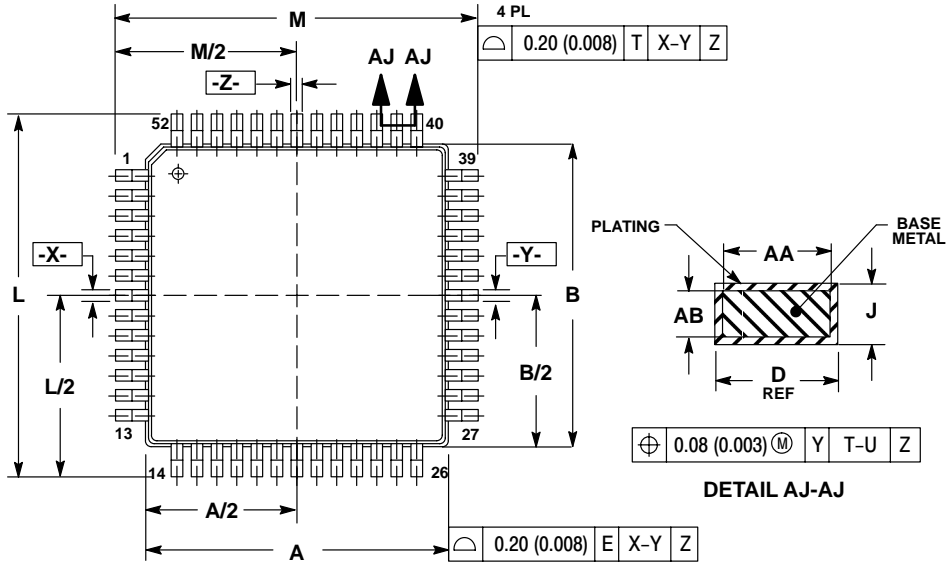 M
4 PL
⌓ 0.20 (0.008) T X–Y Z
M/2
AJ AJ
-Z-
52
40
1
39
PLATING
BASE
METAL
AA
-X-
-Y-
L
B
AB
J
L/2
B/2
D
REF
13
27
⌖ 0.08 (0.003) Ⓜ Y T–U Z
14
26
DETAIL AJ-AJ
A/2
⌓ 0.20 (0.008) E X–Y Z
A